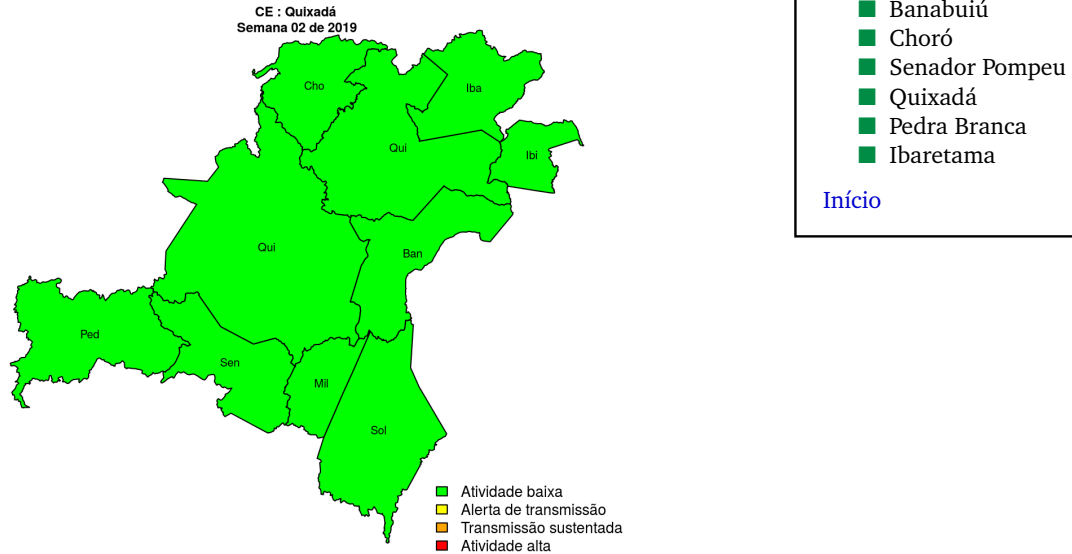 CE : Quixadá
Semana 02 de 2019
Cho
Iba
Qui
Ibi
Qui
Ban
Ped
Sen
Mil
Sol
Atividade baixa
Alerta de transmissão
Transmissão sustentada
Atividade alta
Banabuiú
Choró
Senador Pompeu
Quixadá
Pedra Branca
Ibaretama
Início